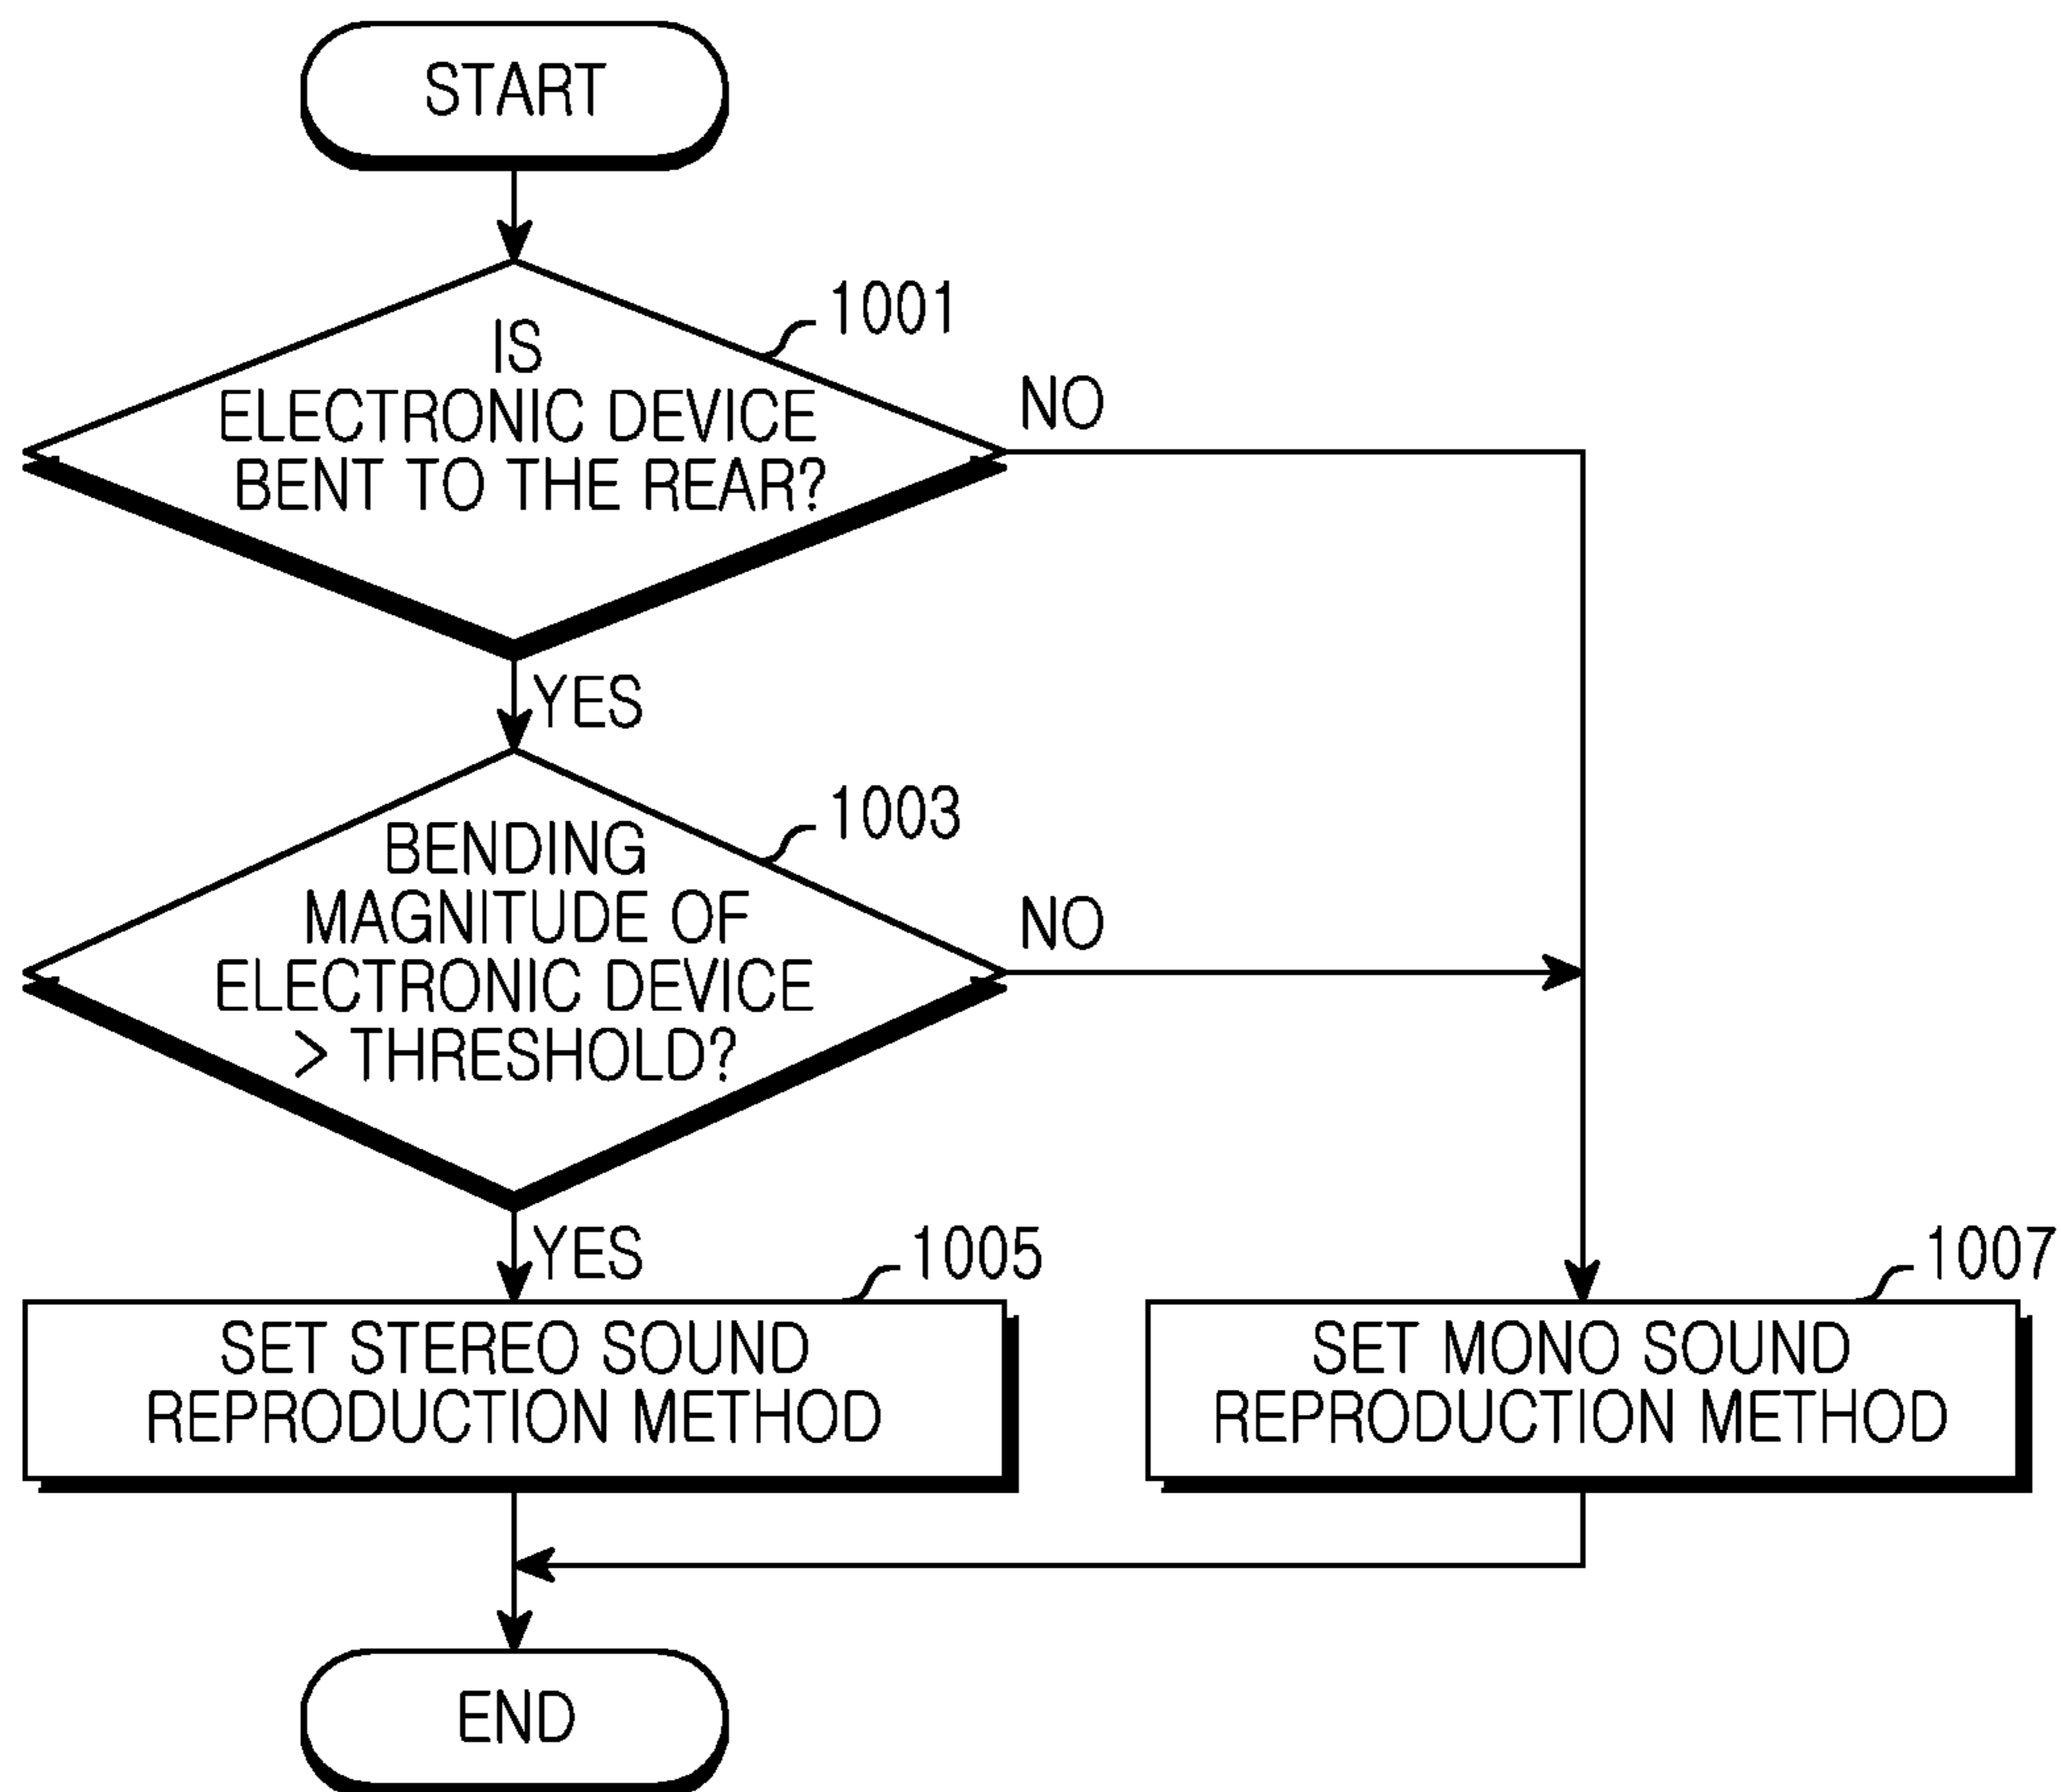 START
1001
IS
ELECTRONIC DEVICE
BENT TO THE REAR?
NO
YES
1003
BENDING
MAGNITUDE OF
ELECTRONIC DEVICE
> THRESHOLD?
NO
YES
1005
SET STEREO SOUND
REPRODUCTION METHOD
1007
SET MONO SOUND
REPRODUCTION METHOD
END